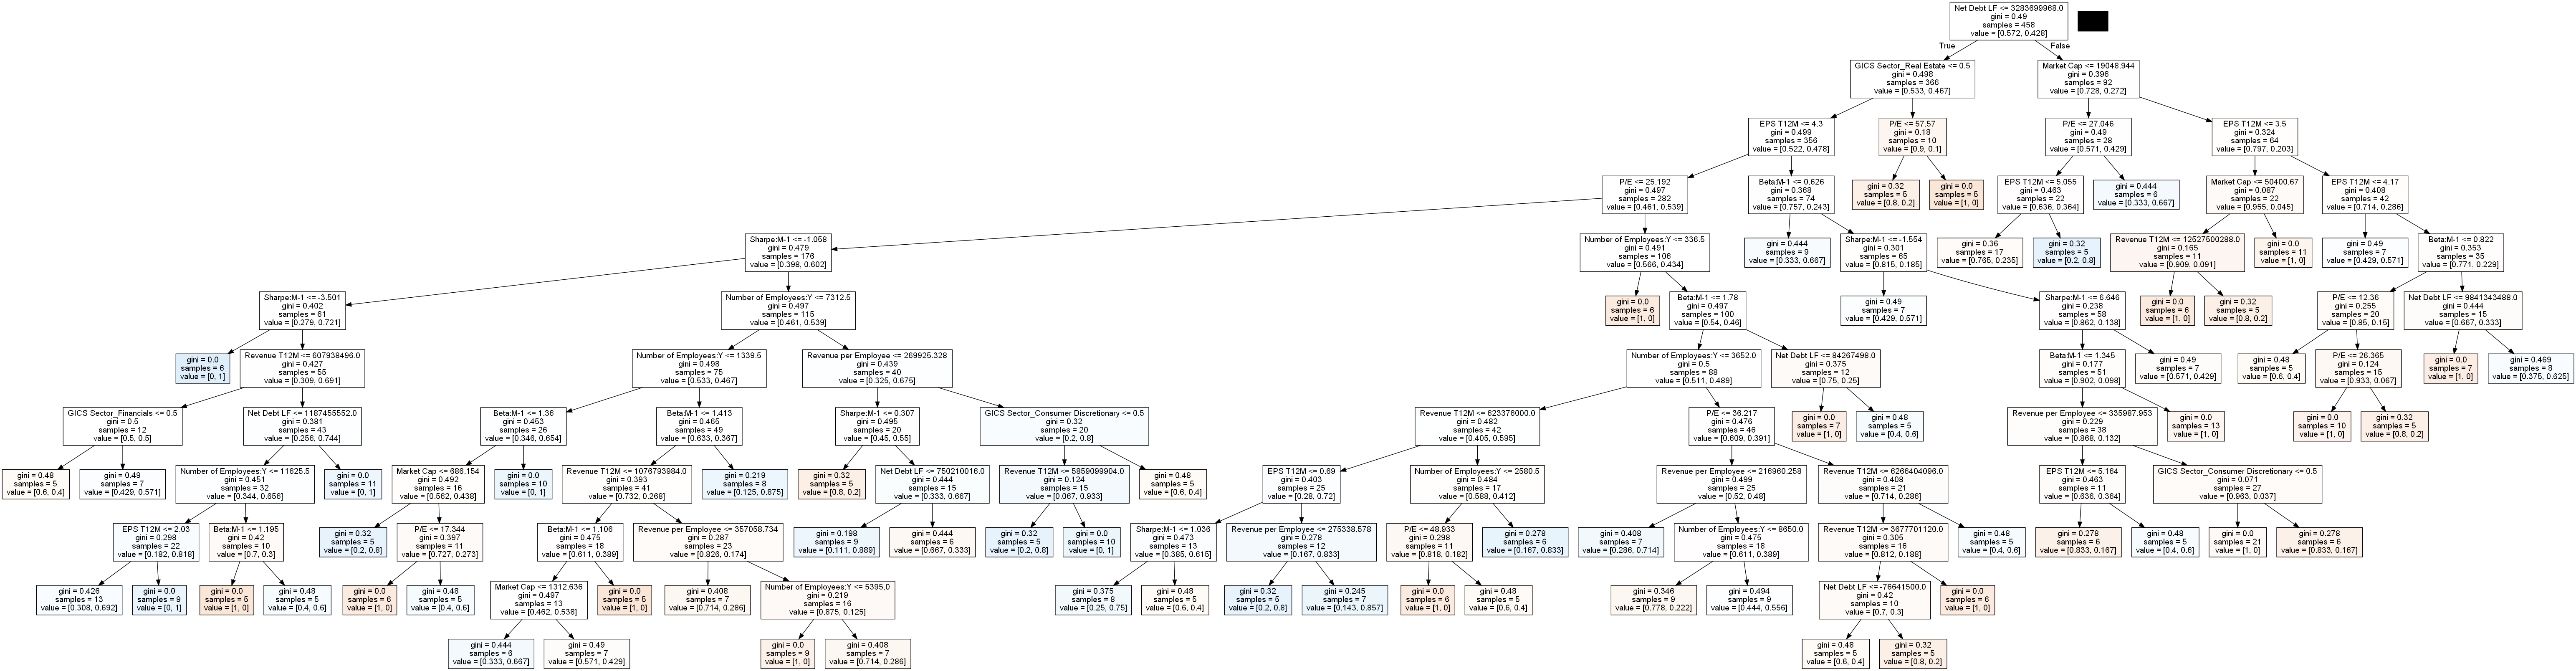 Net Debt LF <= 3283699968.0
gini = 0.49
samples = 458
value = [0.572, 0.428]
True
False
GICS Sector_Real Estate <= 0.5
gini = 0.498
samples = 366
value = [0.533, 0.467]
Market Cap <= 19048.944
gini = 0.396
samples = 92
value = [0.728, 0.272]
EPS T12M <= 4.3
gini = 0.499
samples = 356
value = [0.522, 0.478]
P/E <= 57.57
gini = 0.18
samples = 10
value = [0.9, 0.1]
P/E <= 27.046
gini = 0.49
samples = 28
value = [0.571, 0.429]
EPS T12M <= 3.5
gini = 0.324
samples = 64
value = [0.797, 0.203]
P/E <= 25.192
gini = 0.497
samples = 282
value = [0.461, 0.539]
Beta:M-1 <= 0.626
gini = 0.368
samples = 74
value = [0.757, 0.243]
gini = 0.32
samples = 5
value = [0.8, 0.2]
gini = 0.0
samples = 5
value = [1, 0]
EPS T12M <= 5.055
gini = 0.463
samples = 22
value = [0.636, 0.364]
gini = 0.444
samples = 6
value = [0.333, 0.667]
Market Cap <= 50400.67
gini = 0.087
samples = 22
value = [0.955, 0.045]
EPS T12M <= 4.17
gini = 0.408
samples = 42
value = [0.714, 0.286]
Sharpe:M-1 <= -1.058
gini = 0.479
samples = 176
value = [0.398, 0.602]
Number of Employees:Y <= 336.5
gini = 0.491
samples = 106
value = [0.566, 0.434]
gini = 0.444
samples = 9
value = [0.333, 0.667]
Sharpe:M-1 <= -1.554
gini = 0.301
samples = 65
value = [0.815, 0.185]
gini = 0.36
samples = 17
value = [0.765, 0.235]
gini = 0.32
samples = 5
value = [0.2, 0.8]
Revenue T12M <= 12527500288.0
gini = 0.165
samples = 11
value = [0.909, 0.091]
gini = 0.0
samples = 11
value = [1, 0]
gini = 0.49
samples = 7
value = [0.429, 0.571]
Beta:M-1 <= 0.822
gini = 0.353
samples = 35
value = [0.771, 0.229]
Sharpe:M-1 <= -3.501
gini = 0.402
samples = 61
value = [0.279, 0.721]
Number of Employees:Y <= 7312.5
gini = 0.497
samples = 115
value = [0.461, 0.539]
gini = 0.0
samples = 6
value = [1, 0]
Beta:M-1 <= 1.78
gini = 0.497
samples = 100
value = [0.54, 0.46]
gini = 0.49
samples = 7
value = [0.429, 0.571]
Sharpe:M-1 <= 6.646
gini = 0.238
samples = 58
value = [0.862, 0.138]
gini = 0.0
samples = 6
value = [1, 0]
gini = 0.32
samples = 5
value = [0.8, 0.2]
P/E <= 12.36
gini = 0.255
samples = 20
value = [0.85, 0.15]
Net Debt LF <= 9841343488.0
gini = 0.444
samples = 15
value = [0.667, 0.333]
gini = 0.0
samples = 6
value = [0, 1]
Revenue T12M <= 607938496.0
gini = 0.427
samples = 55
value = [0.309, 0.691]
Number of Employees:Y <= 1339.5
gini = 0.498
samples = 75
value = [0.533, 0.467]
Revenue per Employee <= 269925.328
gini = 0.439
samples = 40
value = [0.325, 0.675]
Number of Employees:Y <= 3652.0
gini = 0.5
samples = 88
value = [0.511, 0.489]
Net Debt LF <= 84267498.0
gini = 0.375
samples = 12
value = [0.75, 0.25]
Beta:M-1 <= 1.345
gini = 0.177
samples = 51
value = [0.902, 0.098]
gini = 0.49
samples = 7
value = [0.571, 0.429]
gini = 0.48
samples = 5
value = [0.6, 0.4]
P/E <= 26.365
gini = 0.124
samples = 15
value = [0.933, 0.067]
gini = 0.0
samples = 7
value = [1, 0]
gini = 0.469
samples = 8
value = [0.375, 0.625]
GICS Sector_Financials <= 0.5
gini = 0.5
samples = 12
value = [0.5, 0.5]
Net Debt LF <= 1187455552.0
gini = 0.381
samples = 43
value = [0.256, 0.744]
Beta:M-1 <= 1.36
gini = 0.453
samples = 26
value = [0.346, 0.654]
Beta:M-1 <= 1.413
gini = 0.465
samples = 49
value = [0.633, 0.367]
Sharpe:M-1 <= 0.307
gini = 0.495
samples = 20
value = [0.45, 0.55]
GICS Sector_Consumer Discretionary <= 0.5
gini = 0.32
samples = 20
value = [0.2, 0.8]
Revenue T12M <= 623376000.0
gini = 0.482
samples = 42
value = [0.405, 0.595]
P/E <= 36.217
gini = 0.476
samples = 46
value = [0.609, 0.391]
gini = 0.0
samples = 7
value = [1, 0]
gini = 0.48
samples = 5
value = [0.4, 0.6]
Revenue per Employee <= 335987.953
gini = 0.229
samples = 38
value = [0.868, 0.132]
gini = 0.0
samples = 13
value = [1, 0]
gini = 0.0
samples = 10
value = [1, 0]
gini = 0.32
samples = 5
value = [0.8, 0.2]
gini = 0.48
samples = 5
value = [0.6, 0.4]
gini = 0.49
samples = 7
value = [0.429, 0.571]
Number of Employees:Y <= 11625.5
gini = 0.451
samples = 32
value = [0.344, 0.656]
gini = 0.0
samples = 11
value = [0, 1]
Market Cap <= 686.154
gini = 0.492
samples = 16
value = [0.562, 0.438]
gini = 0.0
samples = 10
value = [0, 1]
Revenue T12M <= 1076793984.0
gini = 0.393
samples = 41
value = [0.732, 0.268]
gini = 0.219
samples = 8
value = [0.125, 0.875]
gini = 0.32
samples = 5
value = [0.8, 0.2]
Net Debt LF <= 750210016.0
gini = 0.444
samples = 15
value = [0.333, 0.667]
Revenue T12M <= 5859099904.0
gini = 0.124
samples = 15
value = [0.067, 0.933]
gini = 0.48
samples = 5
value = [0.6, 0.4]
EPS T12M <= 0.69
gini = 0.403
samples = 25
value = [0.28, 0.72]
Number of Employees:Y <= 2580.5
gini = 0.484
samples = 17
value = [0.588, 0.412]
Revenue per Employee <= 216960.258
gini = 0.499
samples = 25
value = [0.52, 0.48]
Revenue T12M <= 6266404096.0
gini = 0.408
samples = 21
value = [0.714, 0.286]
EPS T12M <= 5.164
gini = 0.463
samples = 11
value = [0.636, 0.364]
GICS Sector_Consumer Discretionary <= 0.5
gini = 0.071
samples = 27
value = [0.963, 0.037]
EPS T12M <= 2.03
gini = 0.298
samples = 22
value = [0.182, 0.818]
Beta:M-1 <= 1.195
gini = 0.42
samples = 10
value = [0.7, 0.3]
gini = 0.32
samples = 5
value = [0.2, 0.8]
P/E <= 17.344
gini = 0.397
samples = 11
value = [0.727, 0.273]
Beta:M-1 <= 1.106
gini = 0.475
samples = 18
value = [0.611, 0.389]
Revenue per Employee <= 357058.734
gini = 0.287
samples = 23
value = [0.826, 0.174]
gini = 0.198
samples = 9
value = [0.111, 0.889]
gini = 0.444
samples = 6
value = [0.667, 0.333]
gini = 0.32
samples = 5
value = [0.2, 0.8]
gini = 0.0
samples = 10
value = [0, 1]
Sharpe:M-1 <= 1.036
gini = 0.473
samples = 13
value = [0.385, 0.615]
Revenue per Employee <= 275338.578
gini = 0.278
samples = 12
value = [0.167, 0.833]
P/E <= 48.933
gini = 0.298
samples = 11
value = [0.818, 0.182]
gini = 0.278
samples = 6
value = [0.167, 0.833]
gini = 0.408
samples = 7
value = [0.286, 0.714]
Number of Employees:Y <= 8650.0
gini = 0.475
samples = 18
value = [0.611, 0.389]
Revenue T12M <= 3677701120.0
gini = 0.305
samples = 16
value = [0.812, 0.188]
gini = 0.48
samples = 5
value = [0.4, 0.6]
gini = 0.278
samples = 6
value = [0.833, 0.167]
gini = 0.48
samples = 5
value = [0.4, 0.6]
gini = 0.0
samples = 21
value = [1, 0]
gini = 0.278
samples = 6
value = [0.833, 0.167]
gini = 0.426
samples = 13
value = [0.308, 0.692]
gini = 0.0
samples = 9
value = [0, 1]
gini = 0.0
samples = 5
value = [1, 0]
gini = 0.48
samples = 5
value = [0.4, 0.6]
gini = 0.0
samples = 6
value = [1, 0]
gini = 0.48
samples = 5
value = [0.4, 0.6]
Market Cap <= 1312.636
gini = 0.497
samples = 13
value = [0.462, 0.538]
gini = 0.0
samples = 5
value = [1, 0]
gini = 0.408
samples = 7
value = [0.714, 0.286]
Number of Employees:Y <= 5395.0
gini = 0.219
samples = 16
value = [0.875, 0.125]
gini = 0.375
samples = 8
value = [0.25, 0.75]
gini = 0.48
samples = 5
value = [0.6, 0.4]
gini = 0.32
samples = 5
value = [0.2, 0.8]
gini = 0.245
samples = 7
value = [0.143, 0.857]
gini = 0.0
samples = 6
value = [1, 0]
gini = 0.48
samples = 5
value = [0.6, 0.4]
gini = 0.346
samples = 9
value = [0.778, 0.222]
gini = 0.494
samples = 9
value = [0.444, 0.556]
Net Debt LF <= -76641500.0
gini = 0.42
samples = 10
value = [0.7, 0.3]
gini = 0.0
samples = 6
value = [1, 0]
gini = 0.444
samples = 6
value = [0.333, 0.667]
gini = 0.49
samples = 7
value = [0.571, 0.429]
gini = 0.0
samples = 9
value = [1, 0]
gini = 0.408
samples = 7
value = [0.714, 0.286]
gini = 0.48
samples = 5
value = [0.6, 0.4]
gini = 0.32
samples = 5
value = [0.8, 0.2]